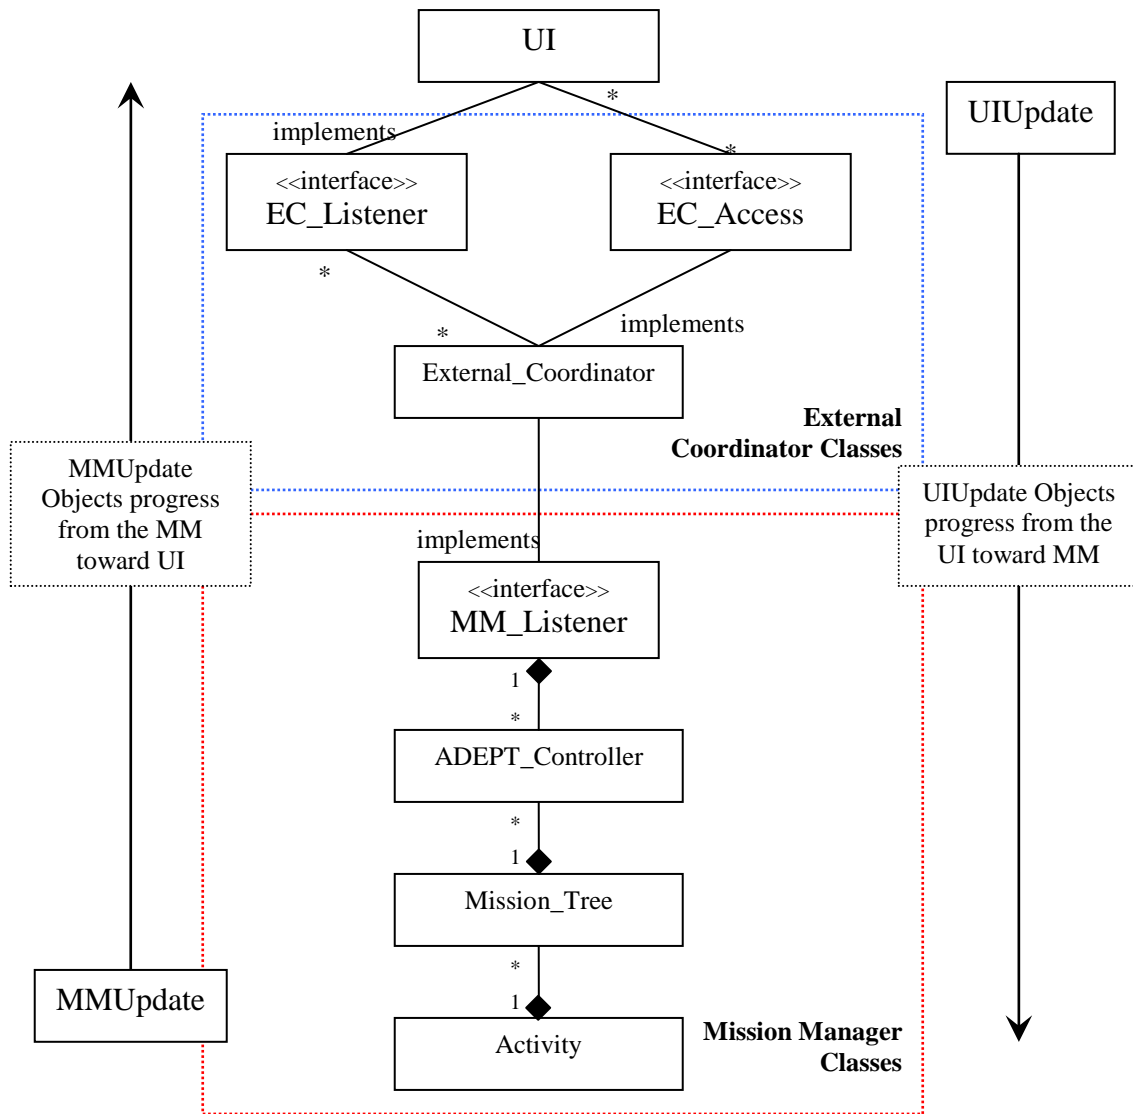 UI
*
UIUpdate
implements
*
<<interface>>
EC_Listener
<<interface>>
EC_Access
*
*
implements
External_Coordinator
External
Coordinator Classes
MMUpdate
Objects progress
from the MM
toward UI
UIUpdate Objects
progress from the
UI toward MM
implements
<<interface>>
MM_Listener
1
*
ADEPT_Controller
*
1
Mission_Tree
*
1
MMUpdate
Activity
Mission Manager
Classes